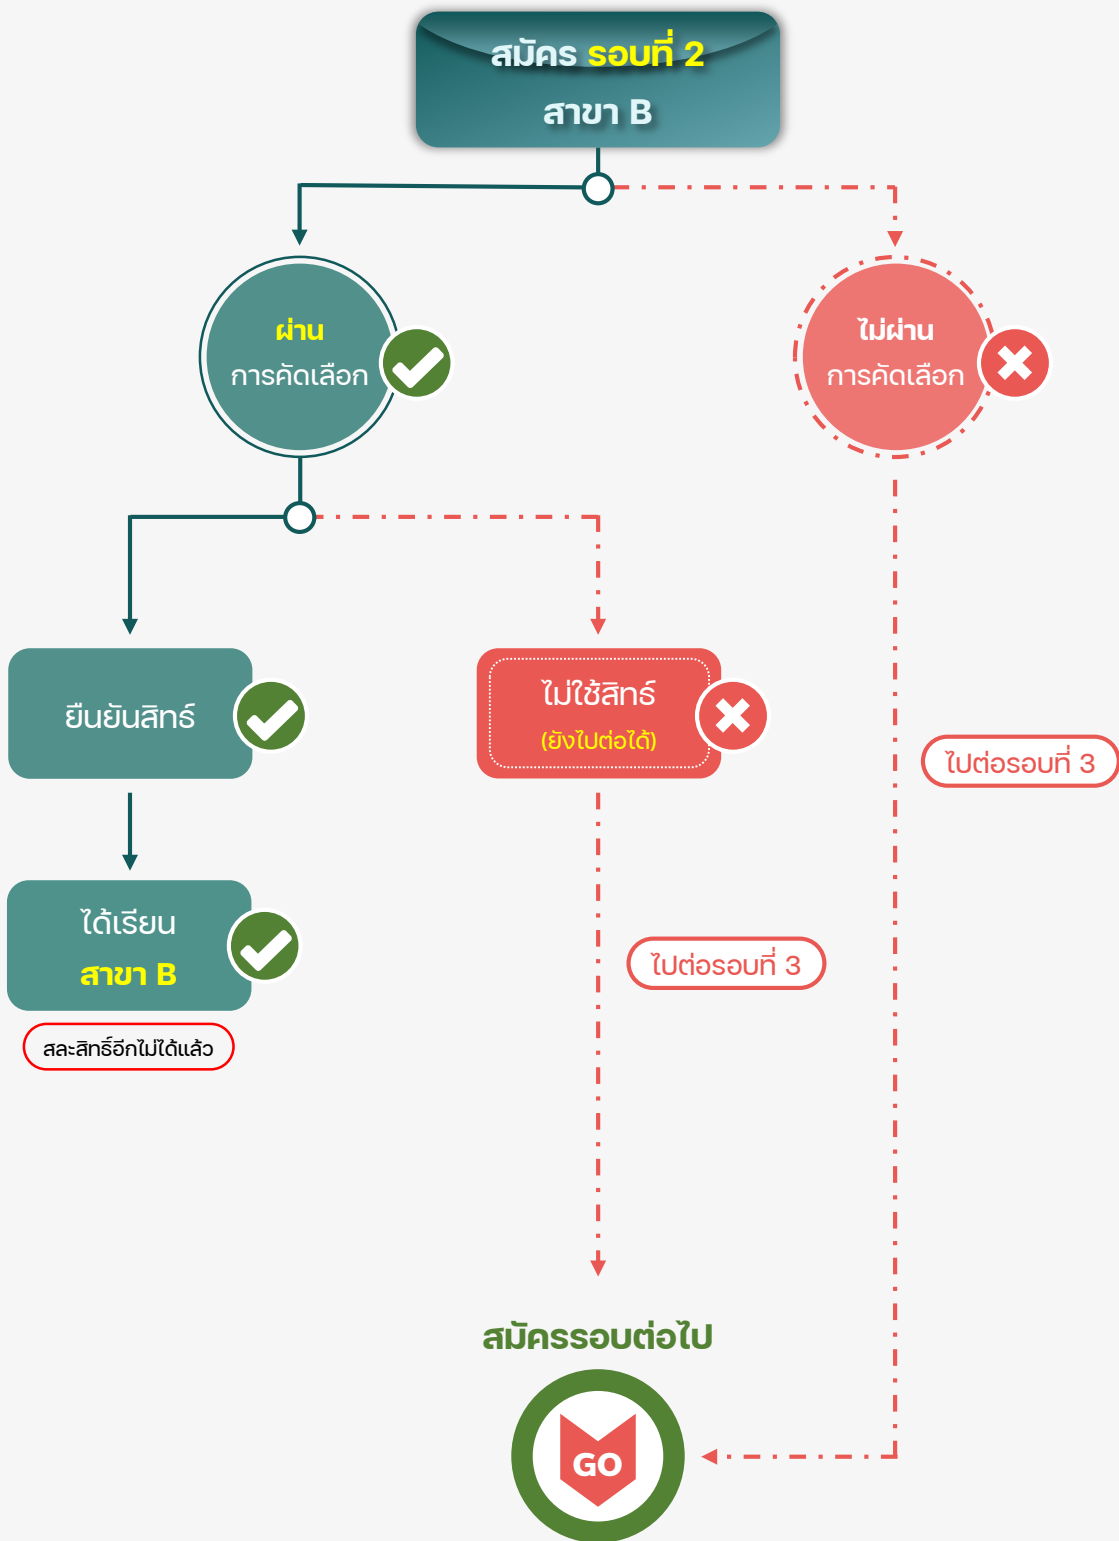 สมัคร รอบที่ 2
สาขา B
ผ่าน
การคัดเลือก
ไม่ผ่าน
การคัดเลือก
ยืนยันสิทธ์
ไม่ใช้สิทธ์
(ยังไปต่อได้)
ไปต่อรอบที่ 3
ได้เรียน
สาขา B
ไปต่อรอบที่ 3
สละสิทธิ์อีกไม่ได้แล้ว
สมัครรอบต่อไป
GO